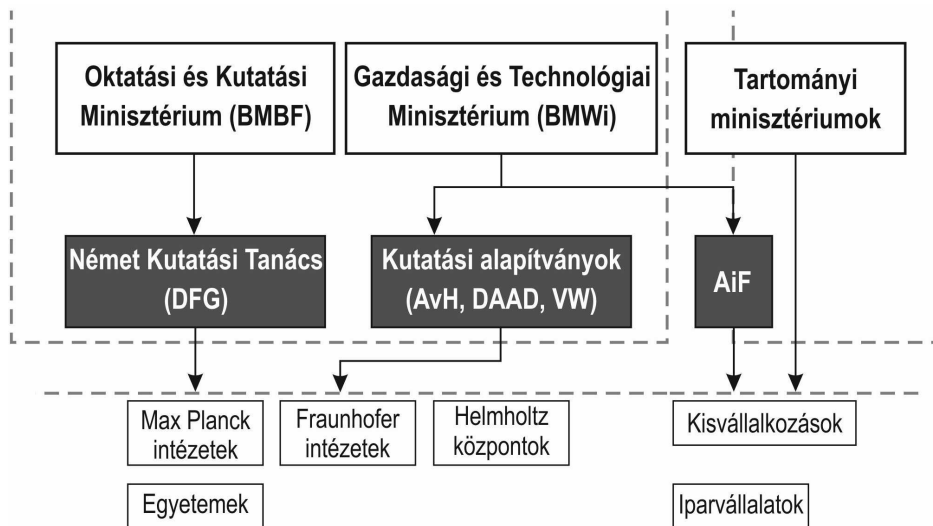 Oktatási és Kutatási
Minisztérium (BMBF)
Gazdasági és Technológiai
Minisztérium (BMWi)
Tartományi
minisztériumok
Német Kutatási Tanács
(DFG)
Kutatási alapítványok
(AvH, DAAD, VW)
AiF
Max Planck
intézetek
Fraunhofer
intézetek
Helmholtz
központok
Kisvállalkozások
Egyetemek
Iparvállalatok